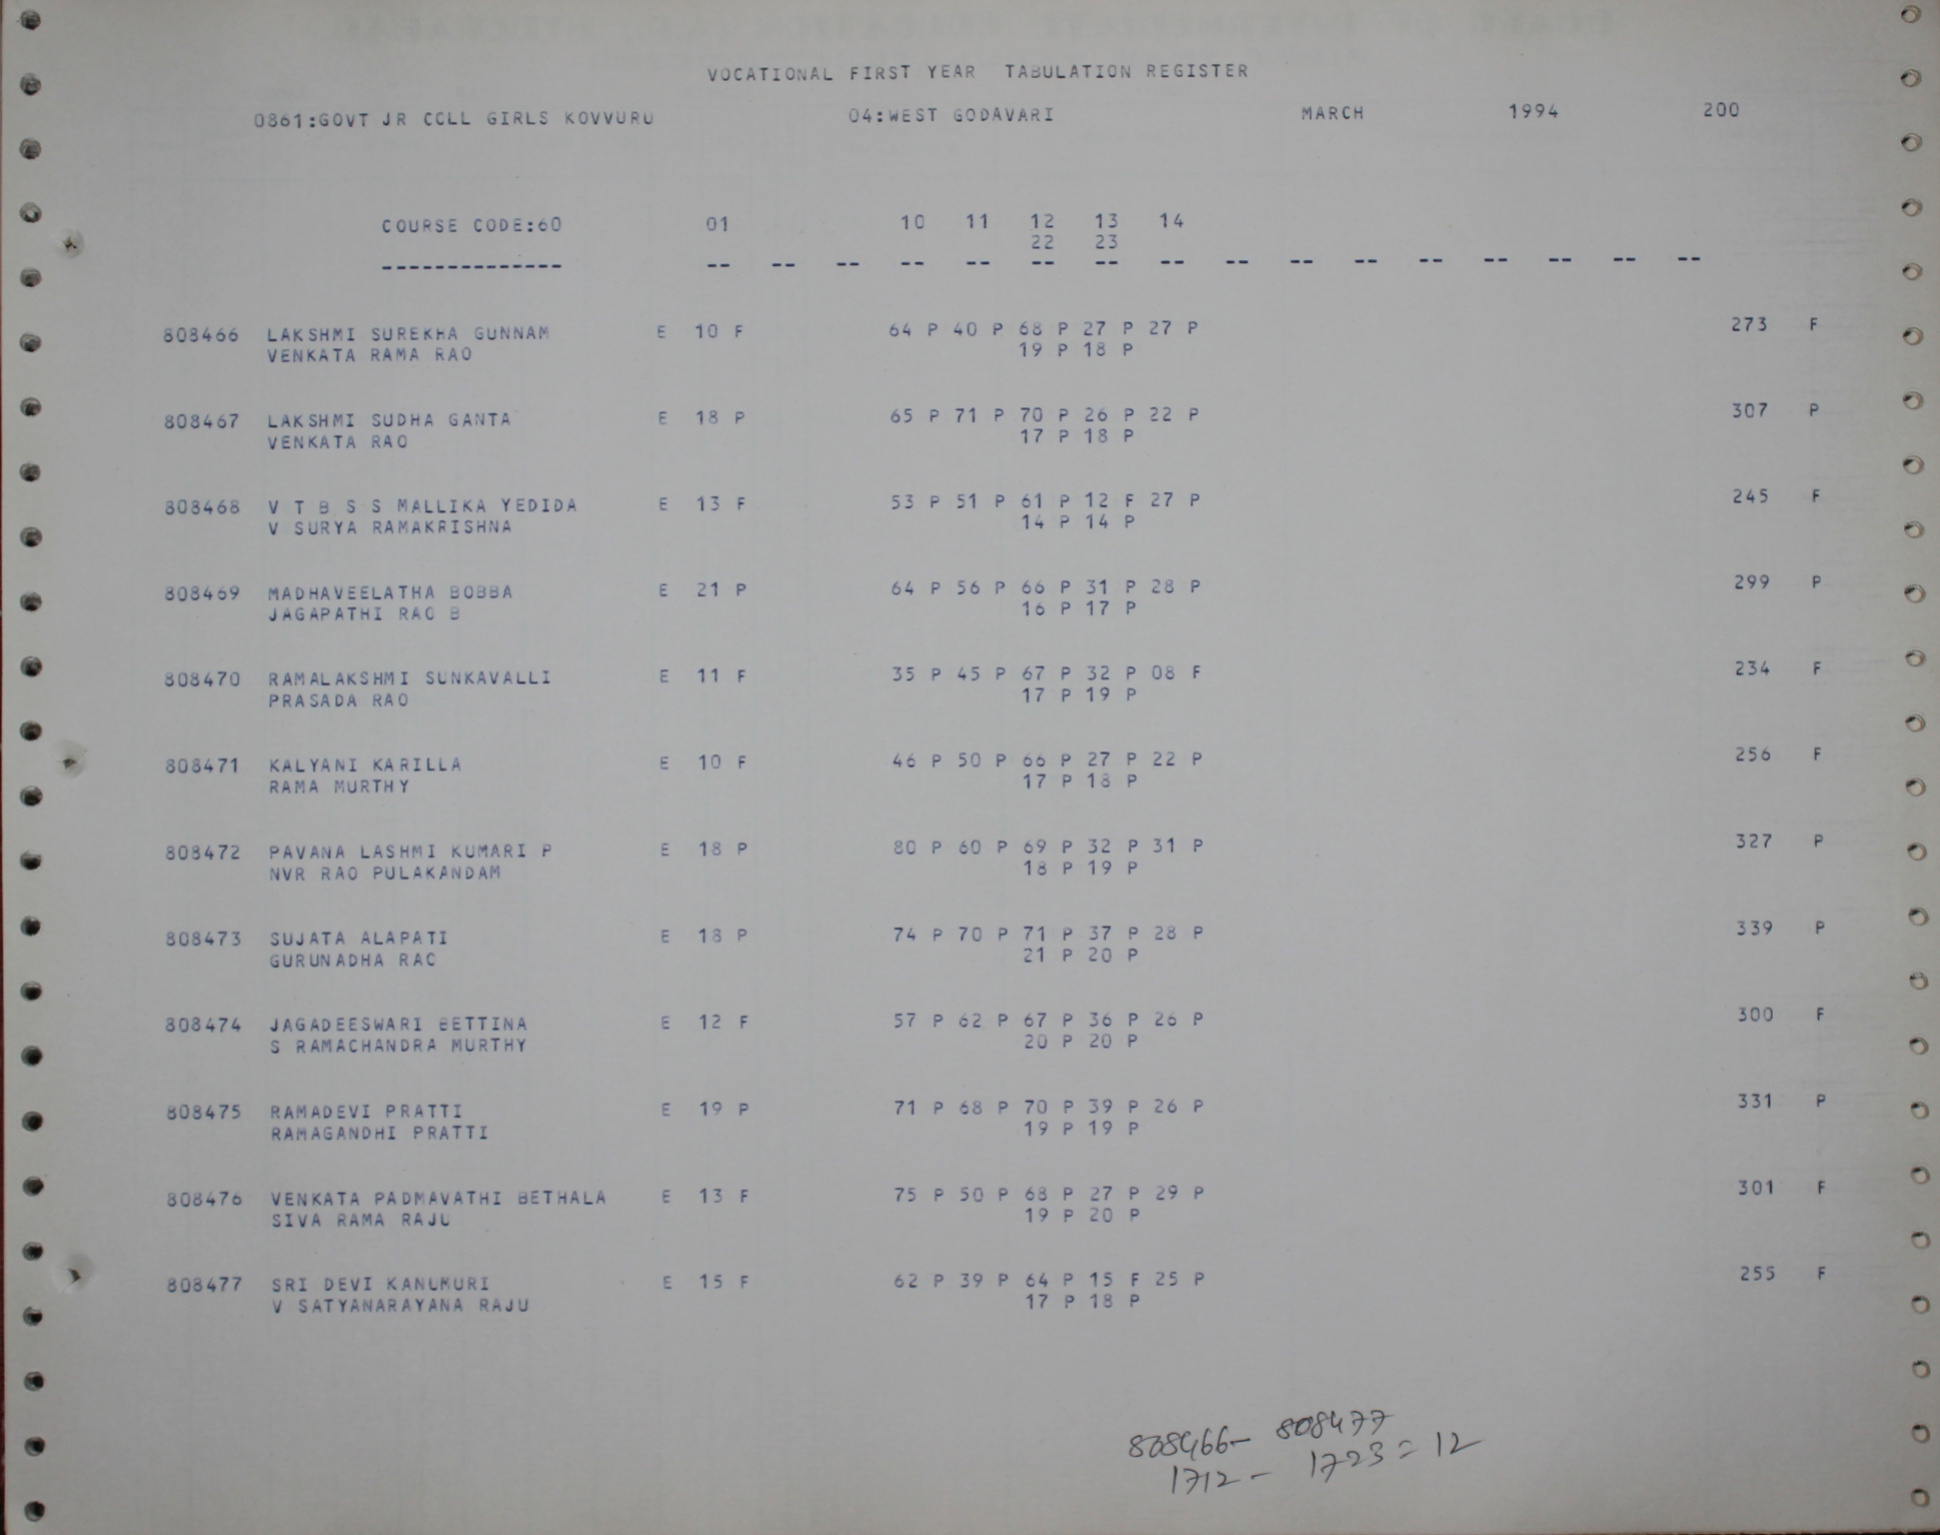 VOCATIONAL FIRST YEAR TABULATION REGISTER
0861:GOVT JR COLL GIRLS KOVVURU 04:WEST GODAVARI MARCH 1994 200
COURSE CODE:60 01 10 11 12 13 14
22 23
-------------- -- -- -- -- -- -- -- -- -- -- -- -- -- -- -- --
808466 LAKSHMI SUREKHA GUNNAM E 10 F 64 P 40 P 68 P 27 P 27 P 273 F
VENKATA RAMA RAO 19 P 18 P
808467 LAKSHMI SUDHA GANTA E 18 P 65 P 71 P 70 P 26 P 22 P 307 P
VENKATA RAO 17 P 18 P
808468 V T B S S MALLIKA YEDIDA E 13 F 53 P 51 P 61 P 12 F 27 P 245 F
V SURYA RAMAKRISHNA 14 P 14 P
808469 MADHAVEELATHA BOBBA E 21 P 64 P 56 P 66 P 31 P 28 P 299 P
JAGAPATHI RAO B 16 P 17 P
808470 RAMALAKSHMI SUNKAVALLI E 11 F 35 P 45 P 67 P 32 P 08 F 234 F
PRASADA RAO 17 P 19 P
808471 KALYANI KARILLA E 10 F 46 P 50 P 66 P 27 P 22 P 256 F
RAMA MURTHY 17 P 18 P
808472 PAVANA LASHMI KUMARI P E 18 P 80 P 60 P 69 P 32 P 31 P 327 P
NVR RAO PULAKANDAM 18 P 19 P
808473 SUJATA ALAPATI E 18 P 74 P 70 P 71 P 37 P 28 P 339 P
GURUNADHA RAO 21 P 20 P
808474 JAGADEESWARI BETTINA E 12 F 57 P 62 P 67 P 36 P 26 P 300 F
S RAMACHANDRA MURTHY 20 P 20 P
808475 RAMADEVI PRATTI E 19 P 71 P 68 P 70 P 39 P 26 P 331 P
RAMAGANDHI PRATTI 19 P 19 P
808476 VENKATA PADMAVATHI BETHALA E 13 F 75 P 50 P 68 P 27 P 29 P 301 F
SIVA RAMA RAJU 19 P 20 P
808477 SRI DEVI KANUMURI E 15 F 62 P 39 P 64 P 15 F 25 P 255 F
V SATYANARAYANA RAJU 17 P 18 P
808466- 808477
1712 - 1723 = 12